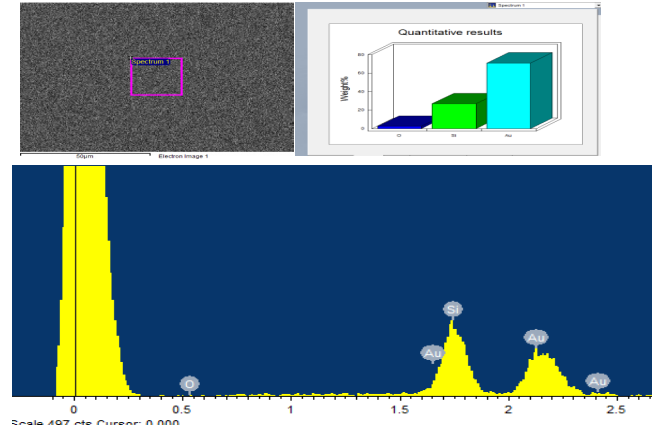 Spectrum 1
Quantitative results
Weight%
80
60
40
20
0
O Si Au
Spectrum 1
50µm Electron Image 1
Si
Au Au
O Au
0 0.5 1 1.5 2 2.5
Scale 497 cts Cursor: 0.000